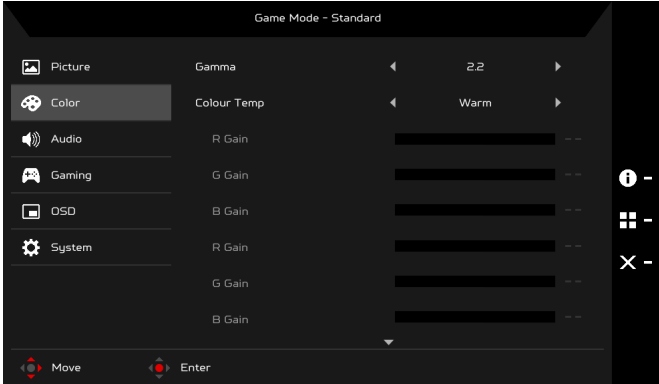 Game Mode - Standard
Picture
Gamma 2.2
Color
Colour Temp Warm
Audio
R Gain --
Gaming
G Gain --
OSD
B Gain --
System
R Gain --
G Gain --
B Gain --
Move Enter